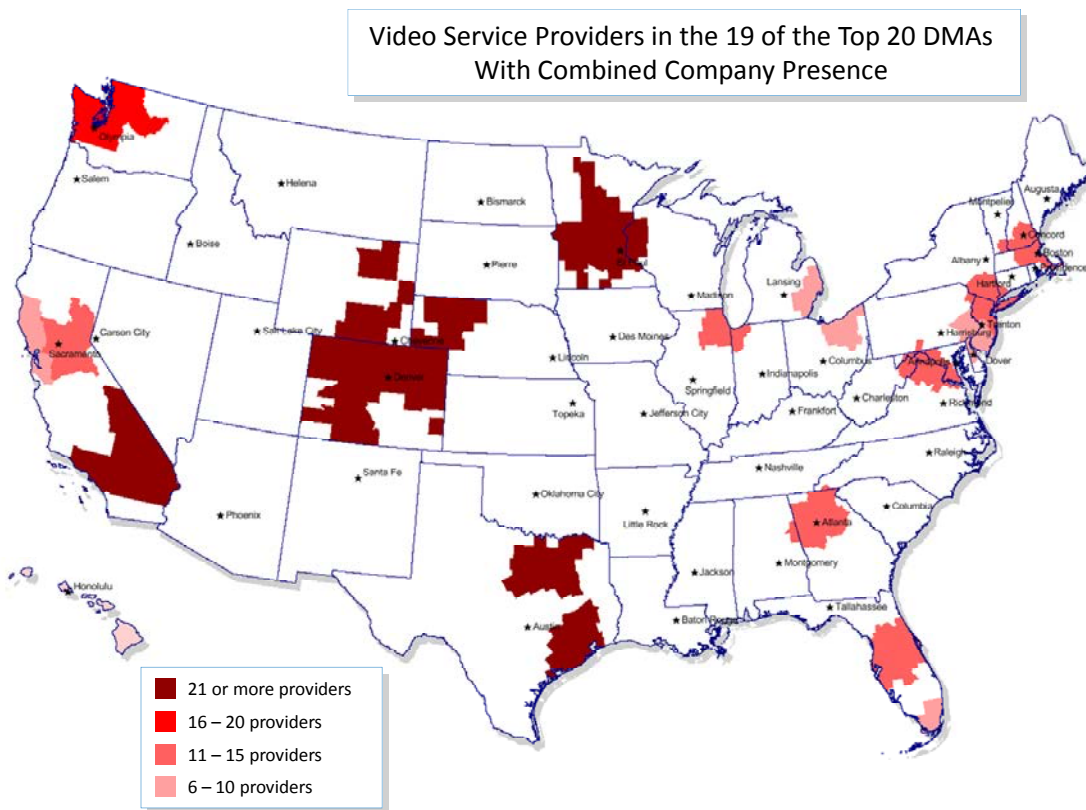 Video Service Providers in the 19 of the Top 20 DMAs
With Combined Company Presence
Olympia
Salem
Helena
Bismarck
Augusta
Montpelier
Concord
Boise
Pierre
St Paul
Albany
Boston
Lansing
Hartford
Providence
Madison
Carson City
Salt Lake City
Cheyenne
Des Moines
Harrisburg
Trenton
Sacramento
Lincoln
Columbus
Annapolis
Dover
Denver
Indianapolis
Springfield
Topeka
Jefferson City
Frankfort
Charleston
Richmond
Santa Fe
Nashville
Raleigh
Oklahoma City
Phoenix
Little Rock
Atlanta
Columbia
Honolulu
Jackson
Montgomery
Austin
Baton Rouge
Tallahassee
21 or more providers
16 – 20 providers
11 – 15 providers
6 – 10 providers